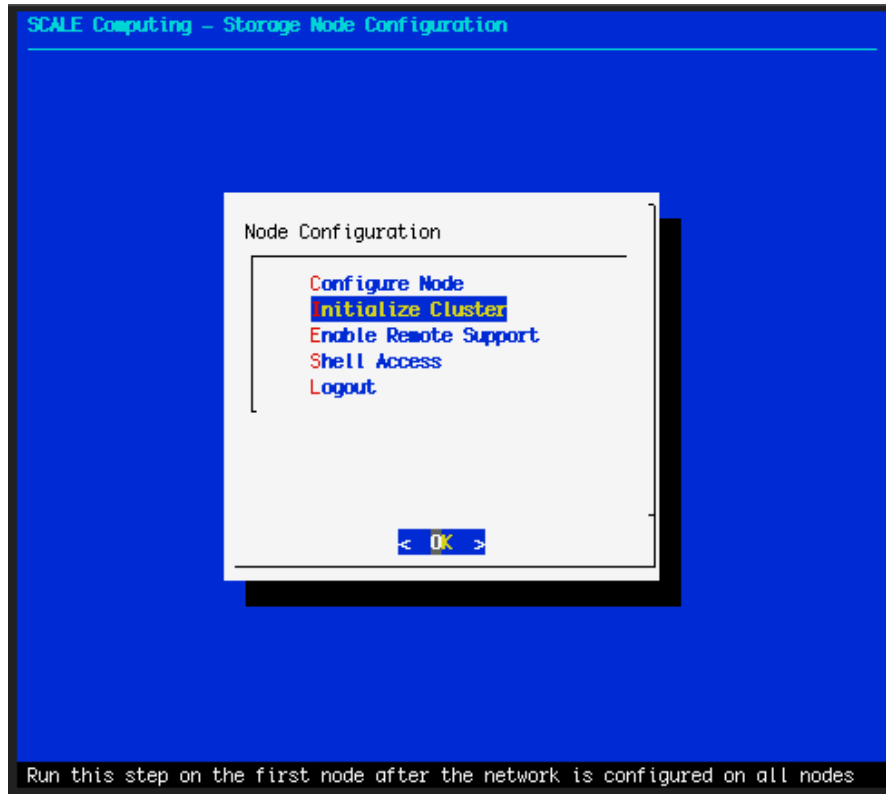 SCALE Computing - Storage Node Configuration
Node Configuration
Configure Node
Initialize Cluster
Enable Remote Support
Shell Access
Logout
< OK >
Run this step on the first node after the network is configured on all nodes